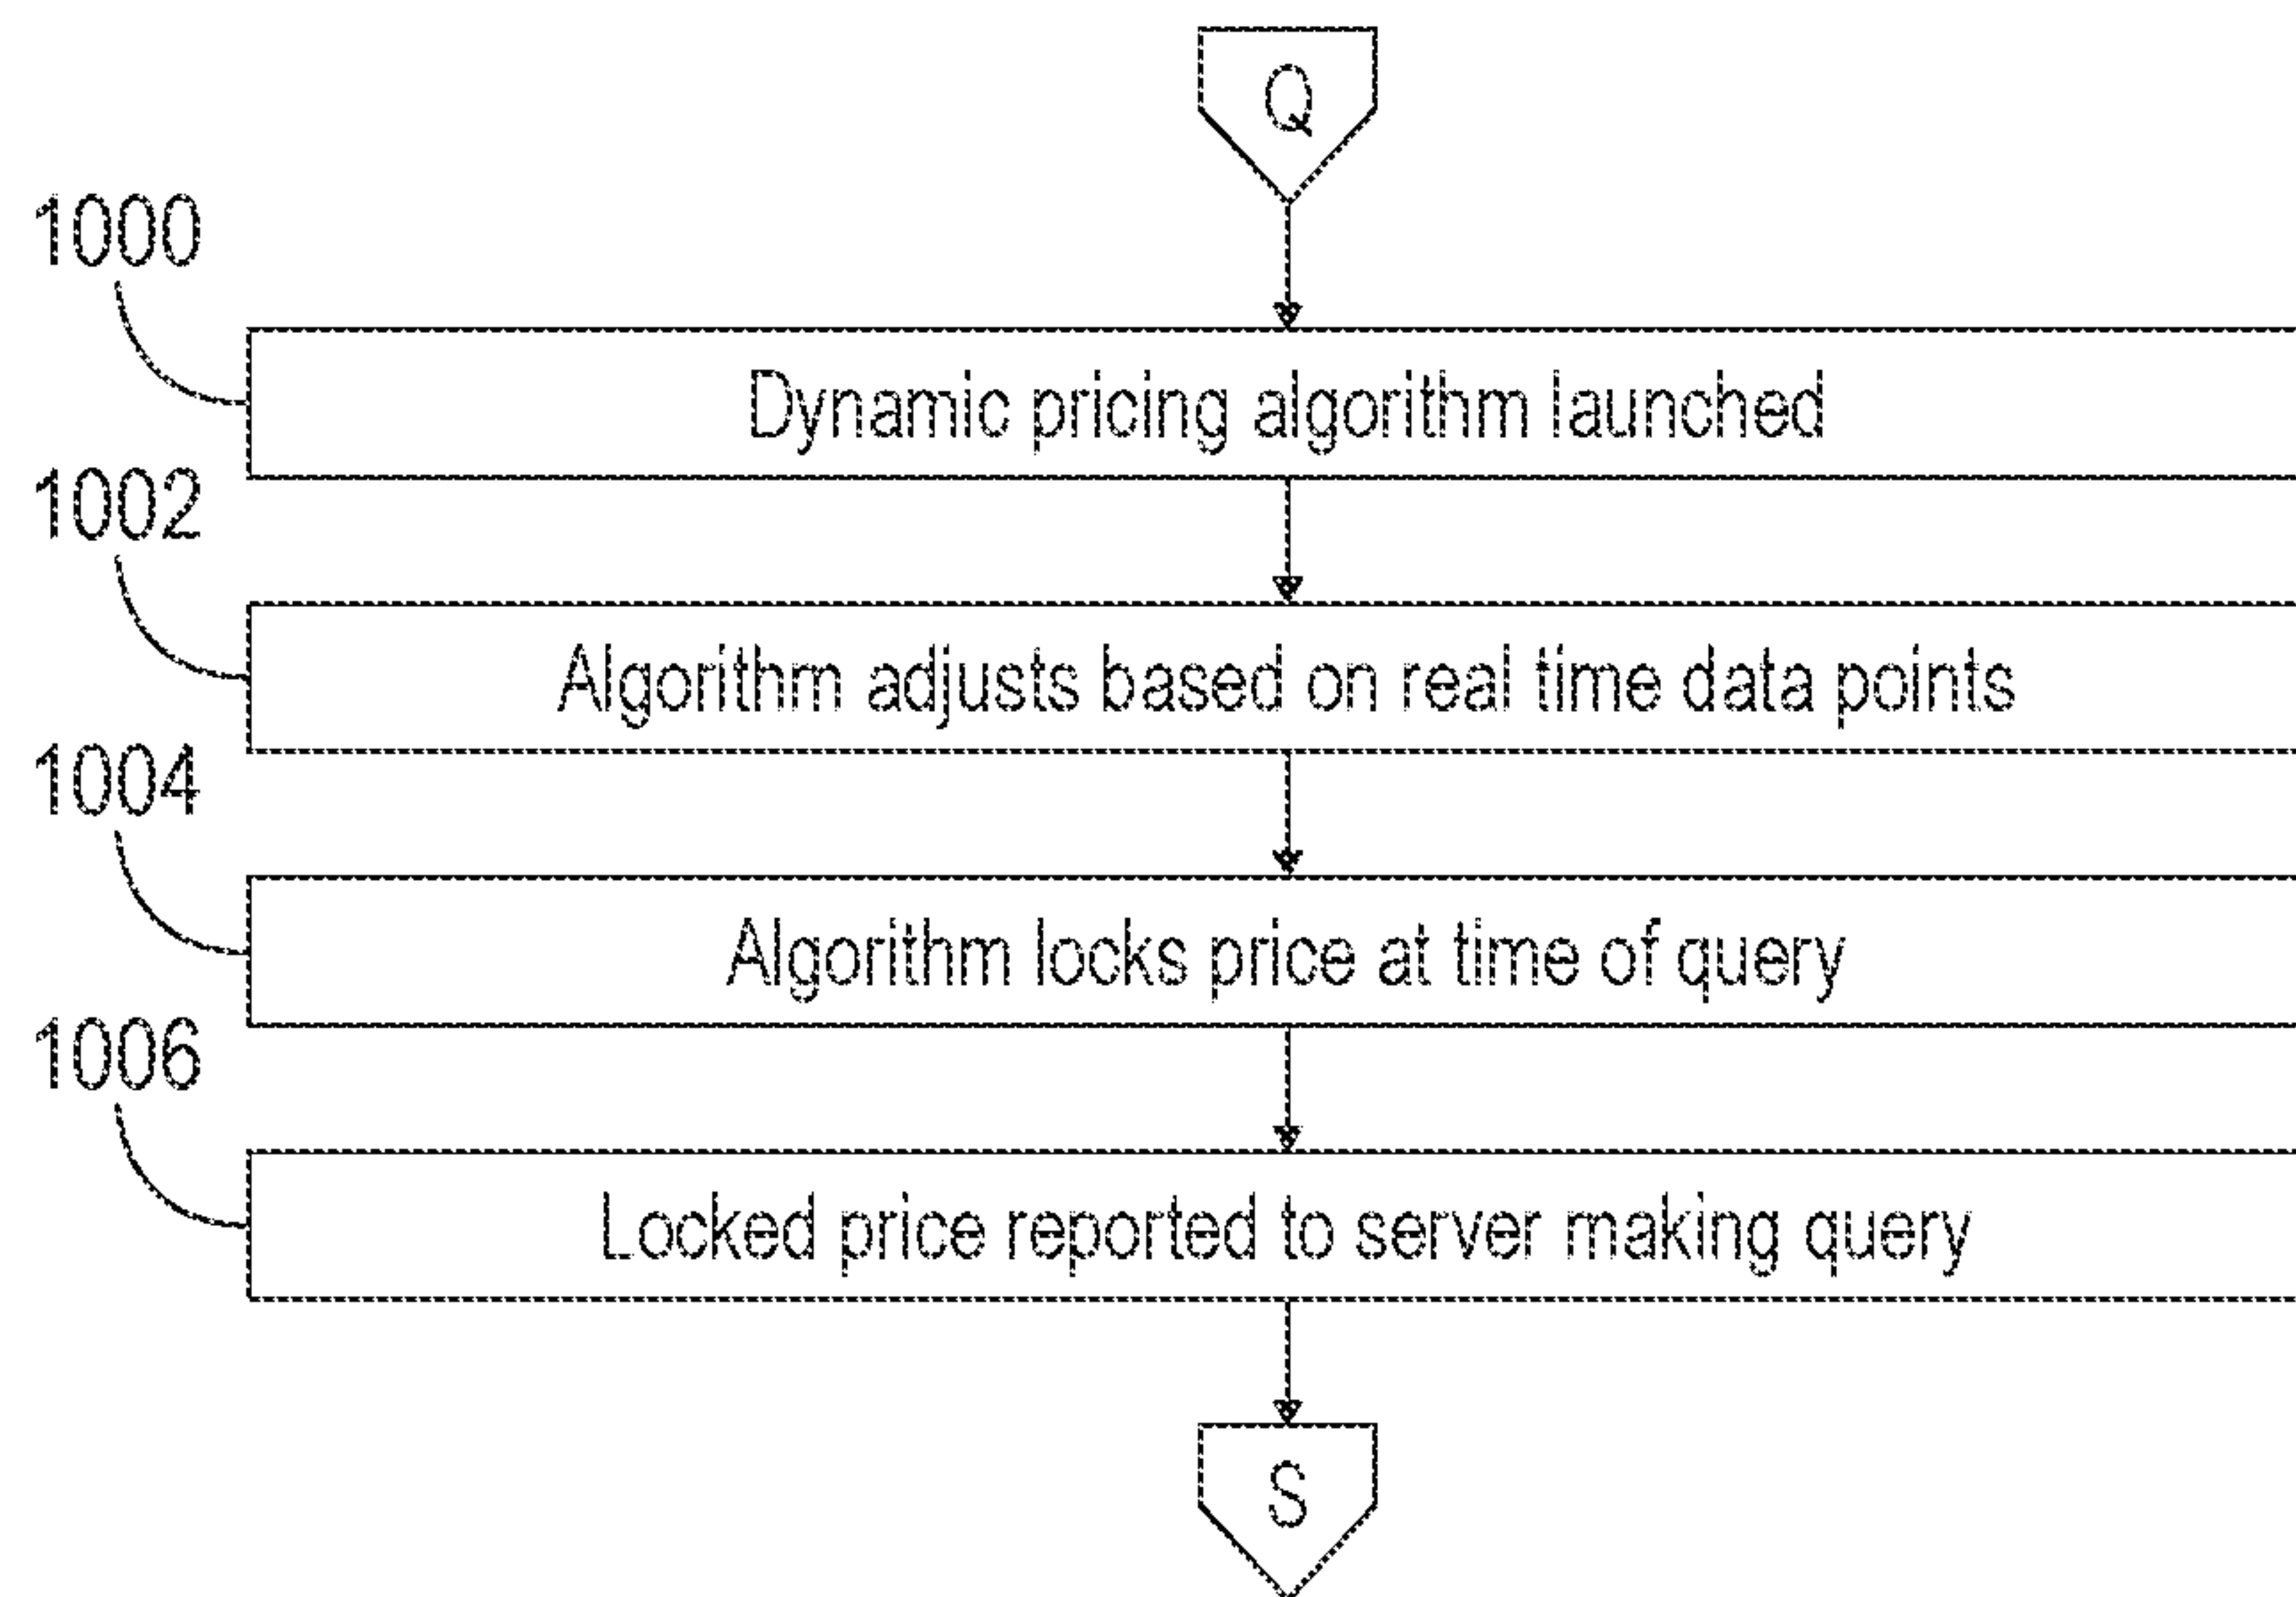 Q
1000
Dynamic pricing algorithm launched
1002
Algorithm adjusts based on real time data points
1004
Algorithm locks price at time of query
1006
Locked price reported to server making query
S